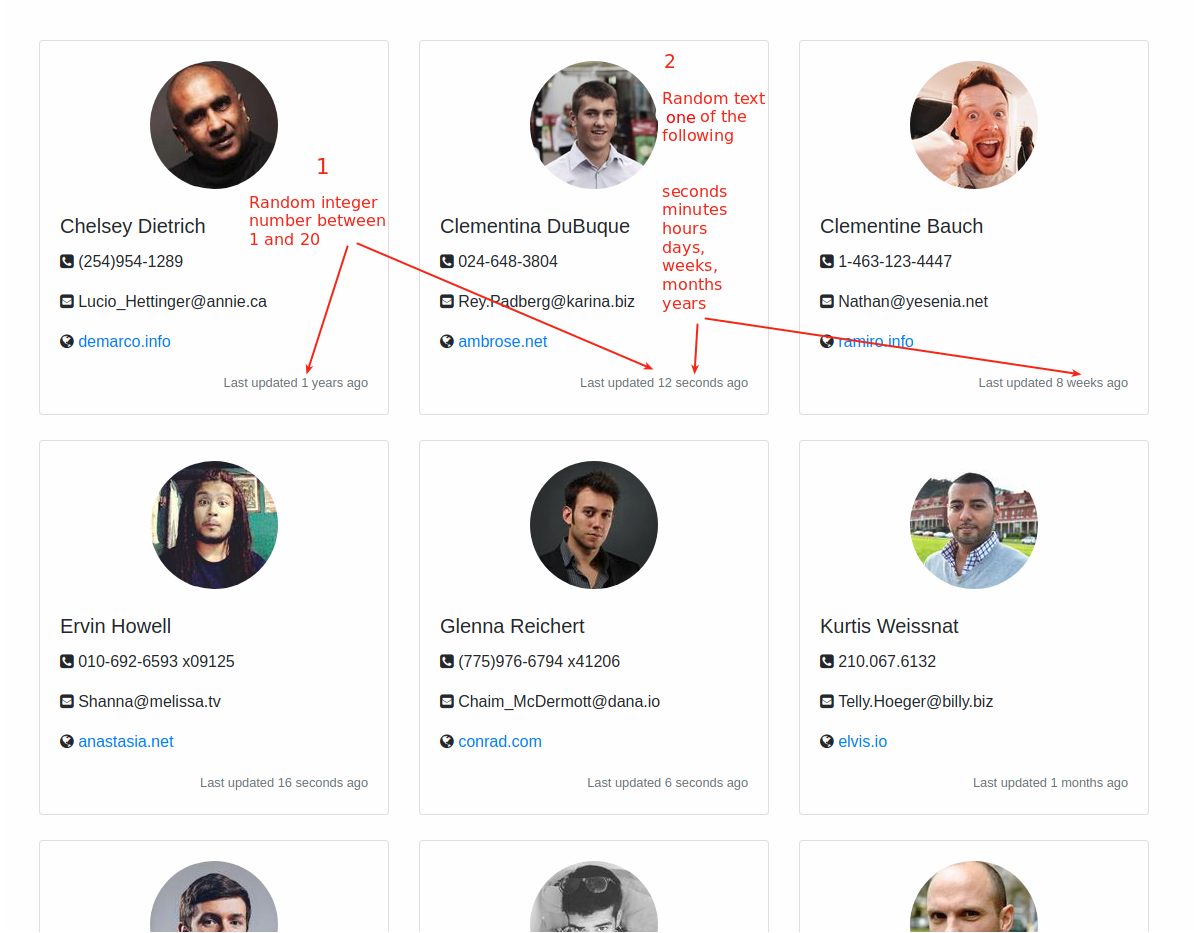 1
Random integer
number between
1 and 20
2
Random text
one of the
following
seconds
minutes
hours
days,
weeks,
months
years
Chelsey Dietrich
(254)954-1289
Lucio_Hettinger@annie.ca
demarco.info
Last updated 1 years ago
Clementina DuBuque
024-648-3804
Rey.Padberg@karina.biz
ambrose.net
Last updated 12 seconds ago
Clementine Bauch
1-463-123-4447
Nathan@yesenia.net
ramiro.info
Last updated 8 weeks ago
Ervin Howell
010-692-6593 x09125
Shanna@melissa.tv
anastasia.net
Last updated 16 seconds ago
Glenna Reichert
(775)976-6794 x41206
Chaim_McDermott@dana.io
conrad.com
Last updated 6 seconds ago
Kurtis Weissnat
210.067.6132
Telly.Hoeger@billy.biz
elvis.io
Last updated 1 months ago